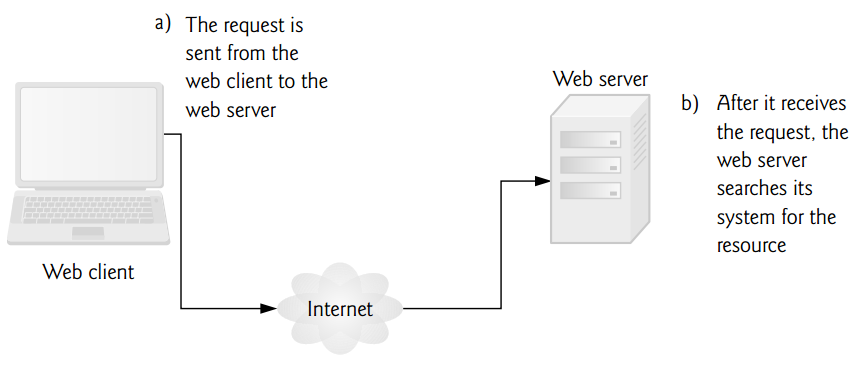 a) The request is
sent from the
web client to the
web server
Web server
b) After it receives
the request, the
web server
searches its
system for the
resource
Web client
Internet